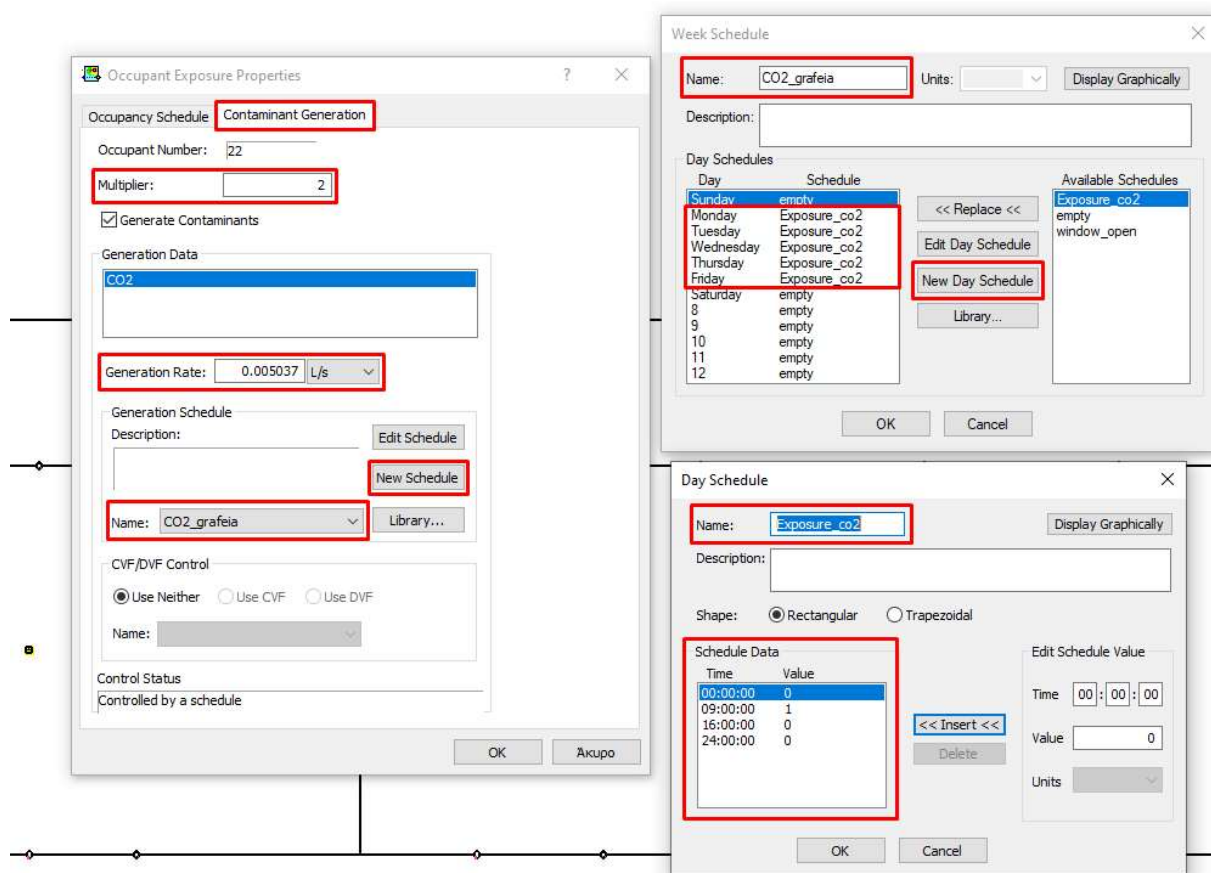 Occupant Exposure Properties
?
Occupancy Schedule Contaminant Generation
Occupant Number: 22
Multiplier: 2
Generate Contaminants
Generation Data
CO2
Generation Rate: 0.005037 L/s
Generation Schedule
Description:
Edit Schedule
New Schedule
Name: CO2_grafeia Library...
CVF/DVF Control
Use Neither Use CVF Use DVF
Name:
Control Status
Controlled by a schedule
OK Άκυρο
Week Schedule
Name: CO2_grafeia Units: Display Graphically
Description:
Day Schedules
Day Schedule Available Schedules
Sunday empty
Monday Exposure_co2
Tuesday Exposure_co2
Wednesday Exposure_co2
Thursday Exposure_co2
Friday Exposure_co2
Saturday empty
8 empty
9 empty
10 empty
11 empty
12 empty
<< Replace <<
Edit Day Schedule
New Day Schedule
Library...
Exposure_co2
empty
window_open
OK Cancel
Day Schedule
Name: Exposure_co2 Display Graphically
Description:
Shape: Rectangular Trapezoidal
Schedule Data
Time Value
00:00:00 0
09:00:00 1
16:00:00 0
24:00:00 0
<< Insert <<
Delete
Edit Schedule Value
Time 00 : 00 : 00
Value 0
Units
OK Cancel